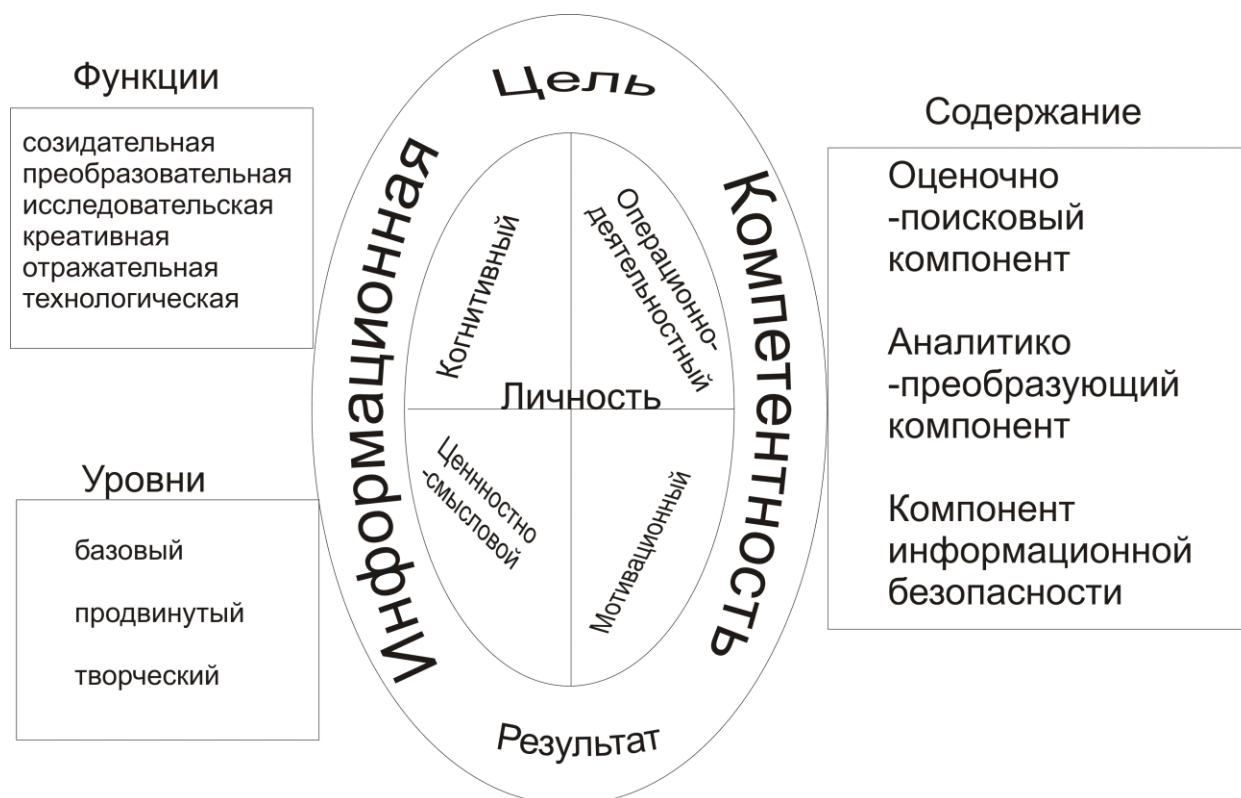 Функции
созидательная
преобразовательная
исследовательская
креативная
отражательная
технологическая
Уровни
базовый
продвинутый
творческий
Цель
Информационная
Компетентность
Когнитивный
Операционно-
деятельностный
Личность
Ценнностно
-смысловой
Мотивационный
Результат
Содержание
Оценочно
-поисковый
компонент
Аналитико
-преобразующий
компонент
Компонент
информационной
безопасности